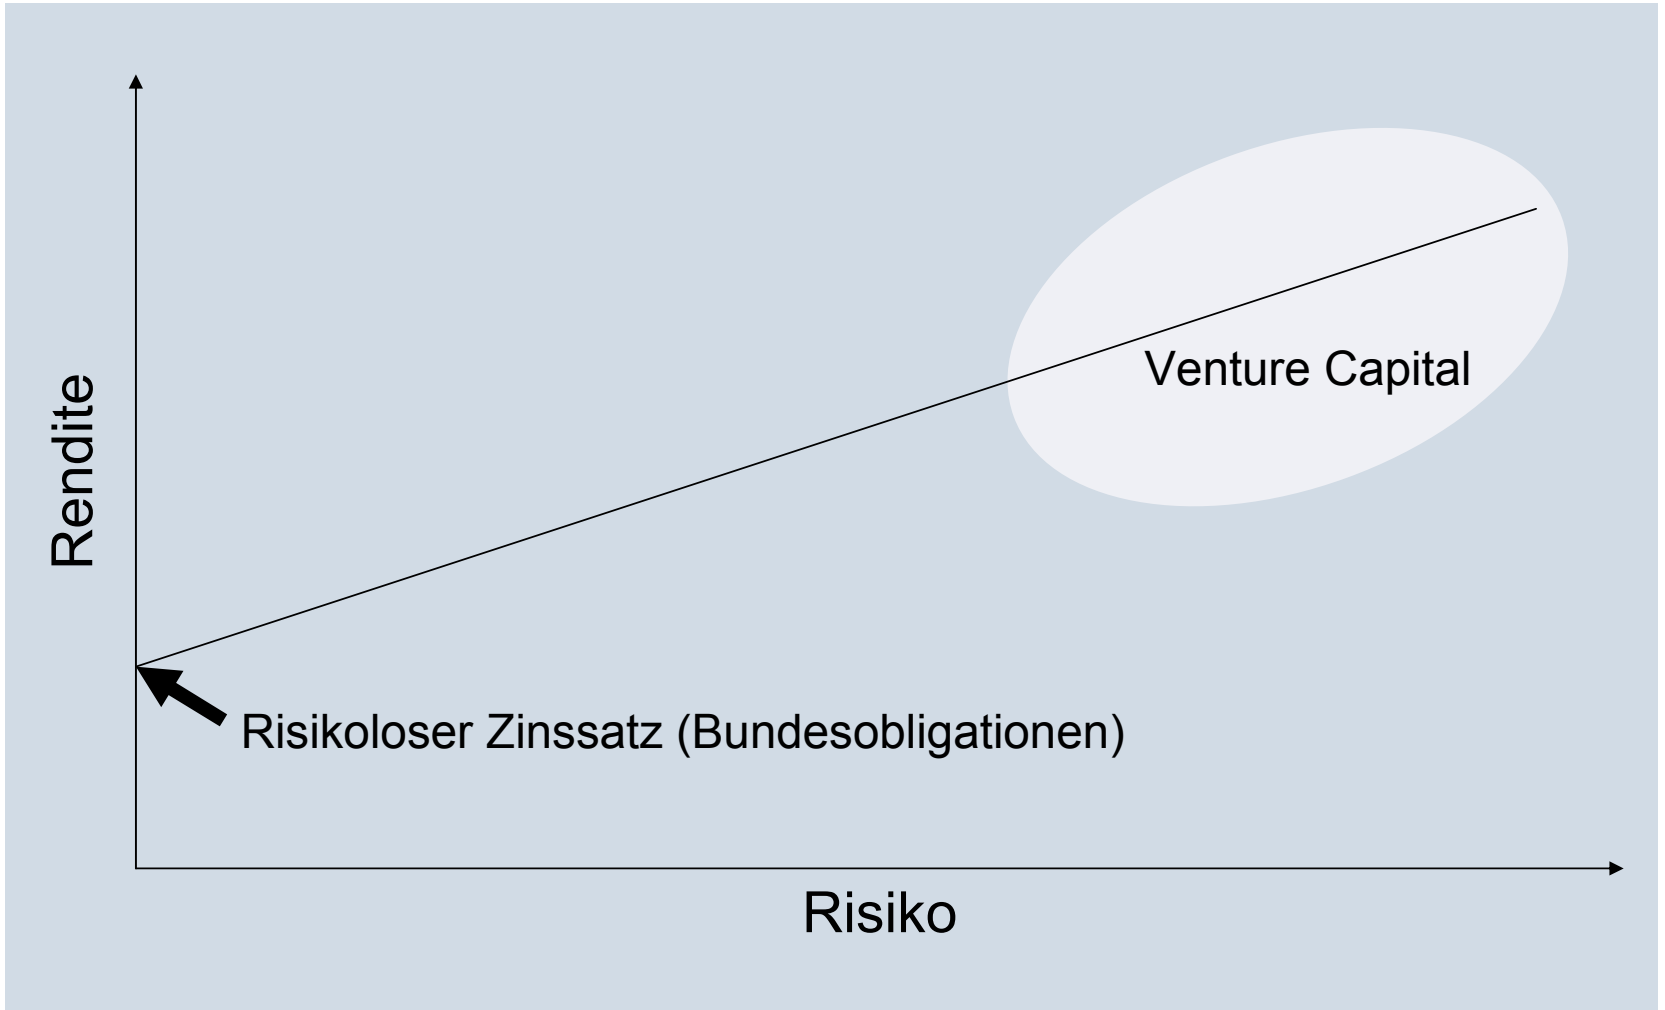 Rendite
Venture Capital
Risikoloser Zinssatz (Bundesobligationen)
Risiko